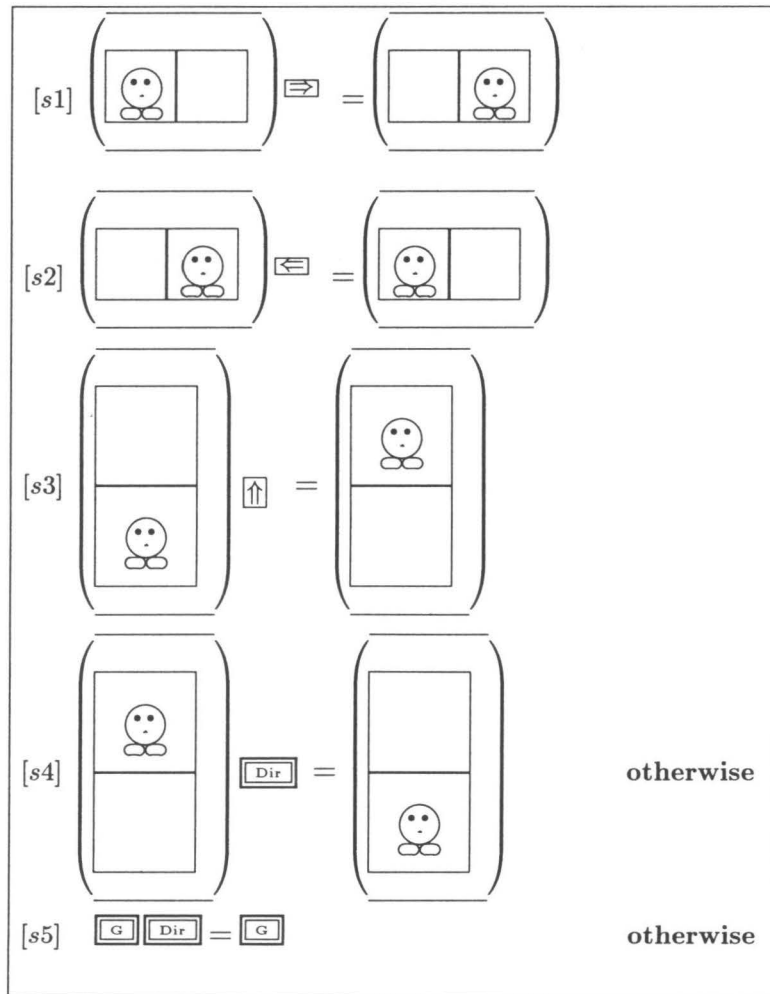 [s1] ⇒ =
[s2] ⇐ =
[s3] ⇑ =
[s4] Dir = otherwise
[s5] G Dir = G otherwise